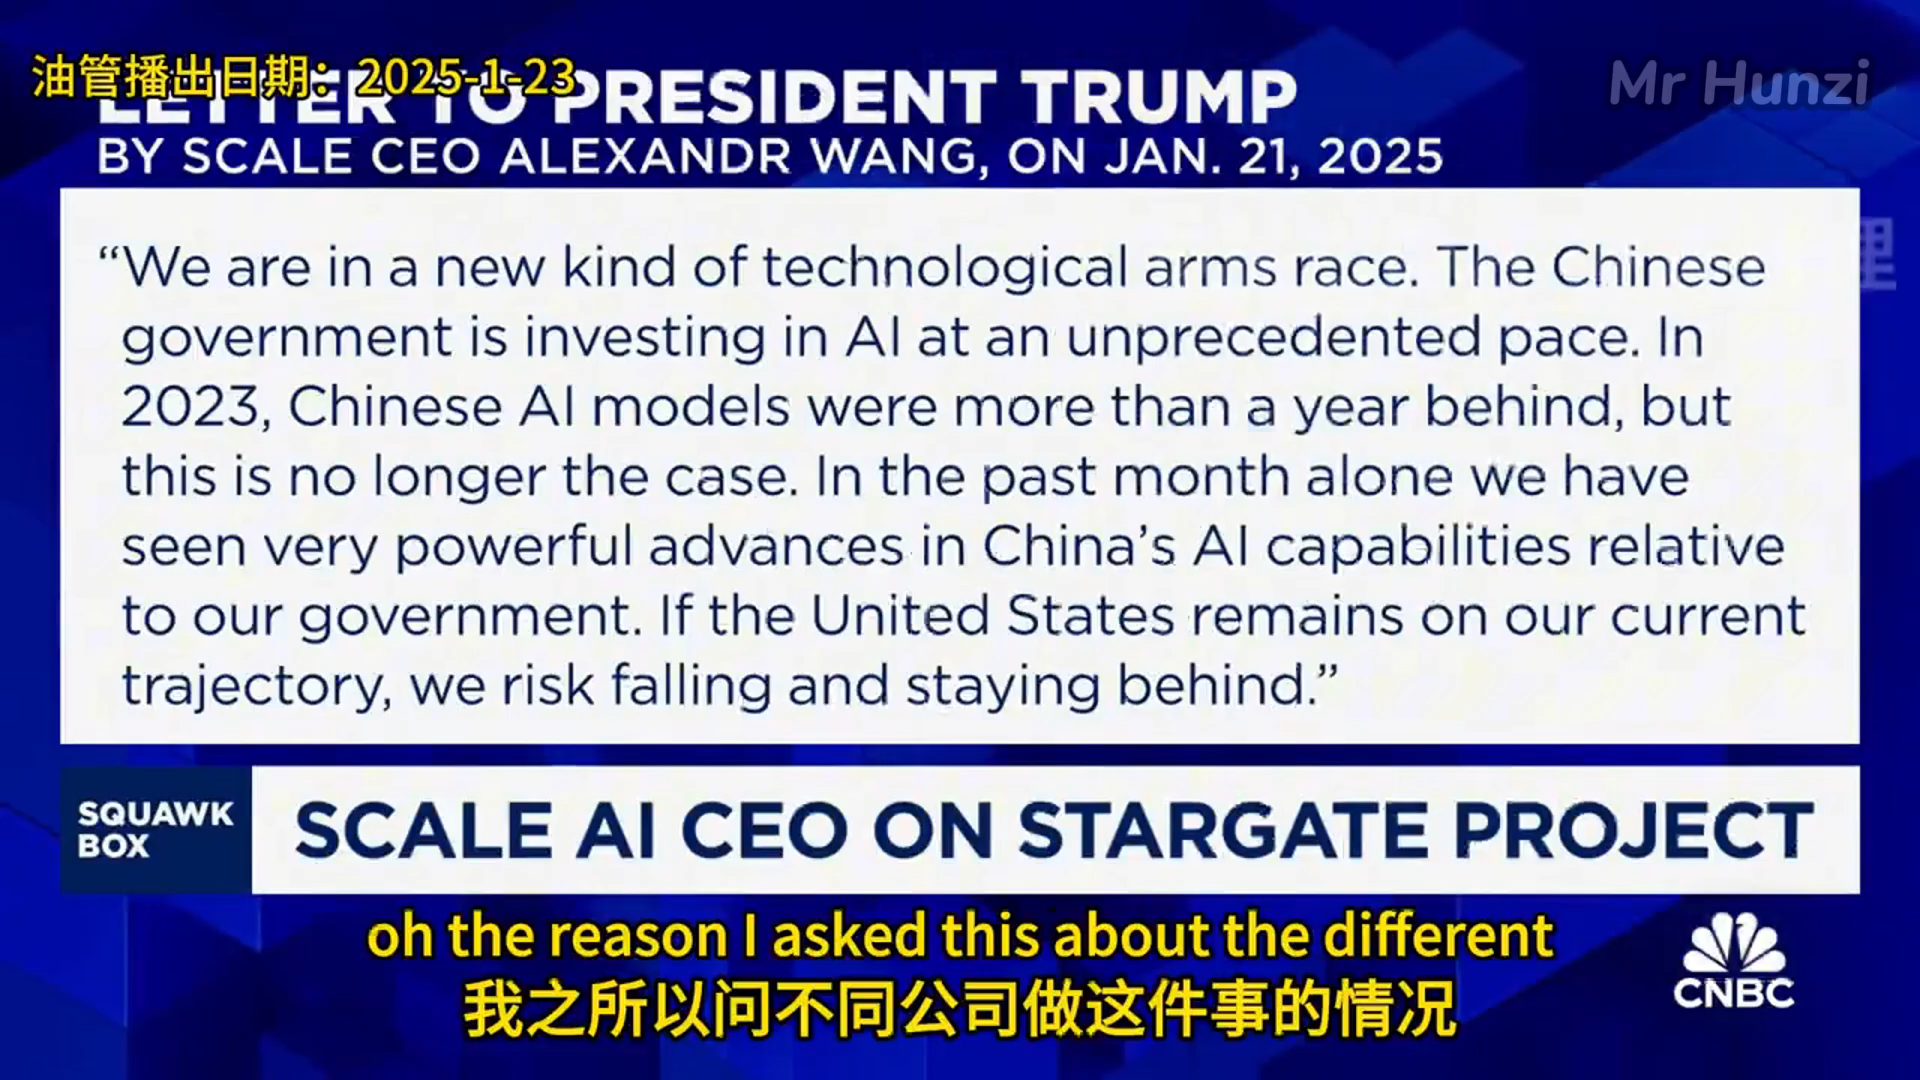 油管播出日期：2025-1-23
Mr Hunzi
LETTER TO PRESIDENT TRUMP
BY SCALE CEO ALEXANDR WANG, ON JAN. 21, 2025
“We are in a new kind of technological arms race. The Chinese
government is investing in AI at an unprecedented pace. In
2023, Chinese AI models were more than a year behind, but
this is no longer the case. In the past month alone we have
seen very powerful advances in China’s AI capabilities relative
to our government. If the United States remains on our current
trajectory, we risk falling and staying behind.”
SQUAWK
BOX
SCALE AI CEO ON STARGATE PROJECT
oh the reason I asked this about the different
我之所以问不同公司做这件事的情况
CNBC